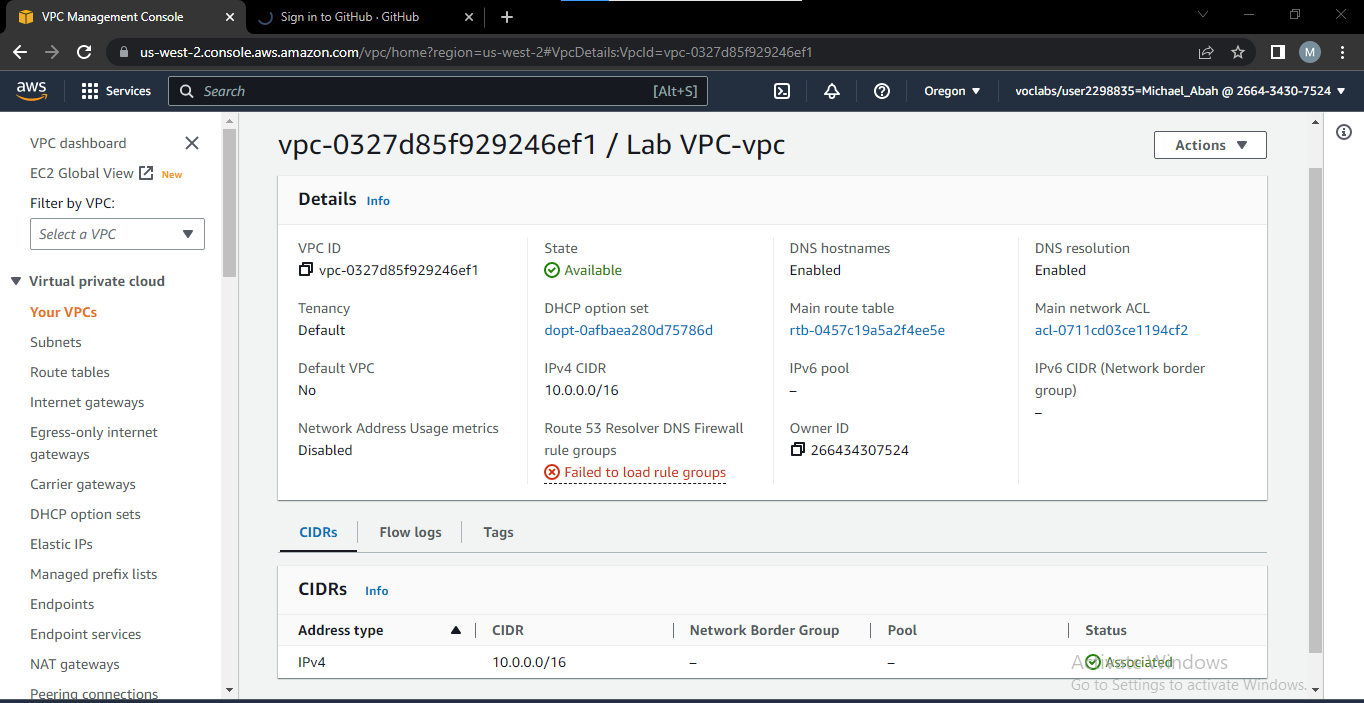 VPC Management Console
Sign in to GitHub · GitHub
us-west-2.console.aws.amazon.com/vpc/home?region=us-west-2#VpcDetails:VpcId=vpc-0327d85f929246ef1
M
aws
Services
Search
[Alt+S]
Oregon
voclabs/user2298835=Michael_Abah @ 2664-3430-7524
VPC dashboard
EC2 Global View
New
Filter by VPC:
Select a VPC
Virtual private cloud
Your VPCs
Subnets
Route tables
Internet gateways
Egress-only internet
gateways
Carrier gateways
DHCP option sets
Elastic IPs
Managed prefix lists
Endpoints
Endpoint services
NAT gateways
Peering connections
vpc-0327d85f929246ef1 / Lab VPC-vpc
Actions
Details Info
VPC ID
vpc-0327d85f929246ef1
State
Available
DNS hostnames
Enabled
DNS resolution
Enabled
Tenancy
Default
DHCP option set
dopt-0afbaea280d75786d
Main route table
rtb-0457c19a5a2f4ee5e
Main network ACL
acl-0711cd03ce1194cf2
Default VPC
No
IPv4 CIDR
10.0.0.0/16
IPv6 pool
–
IPv6 CIDR (Network border
group)
–
Network Address Usage metrics
Disabled
Route 53 Resolver DNS Firewall
rule groups
Failed to load rule groups
Owner ID
266434307524
CIDRs
Flow logs
Tags
CIDRs Info
Address type
CIDR
Network Border Group
Pool
Status
IPv4
10.0.0.0/16
–
–
Associated
Activate Windows
Go to Settings to activate Windows.